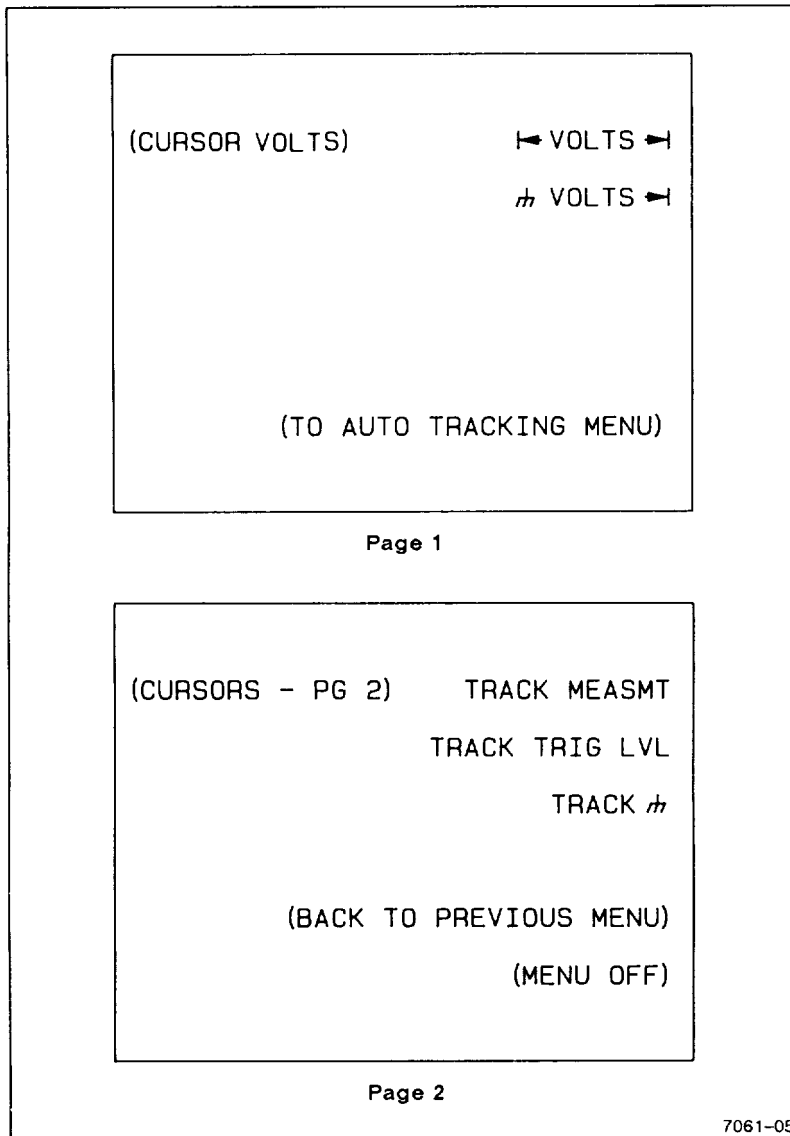 (CURSOR VOLTS) |◄ VOLTS ►|
⏚ VOLTS ►|
(TO AUTO TRACKING MENU)
Page 1
(CURSORS - PG 2) TRACK MEASMT
TRACK TRIG LVL
TRACK ⏚
(BACK TO PREVIOUS MENU)
(MENU OFF)
Page 2
7061-05